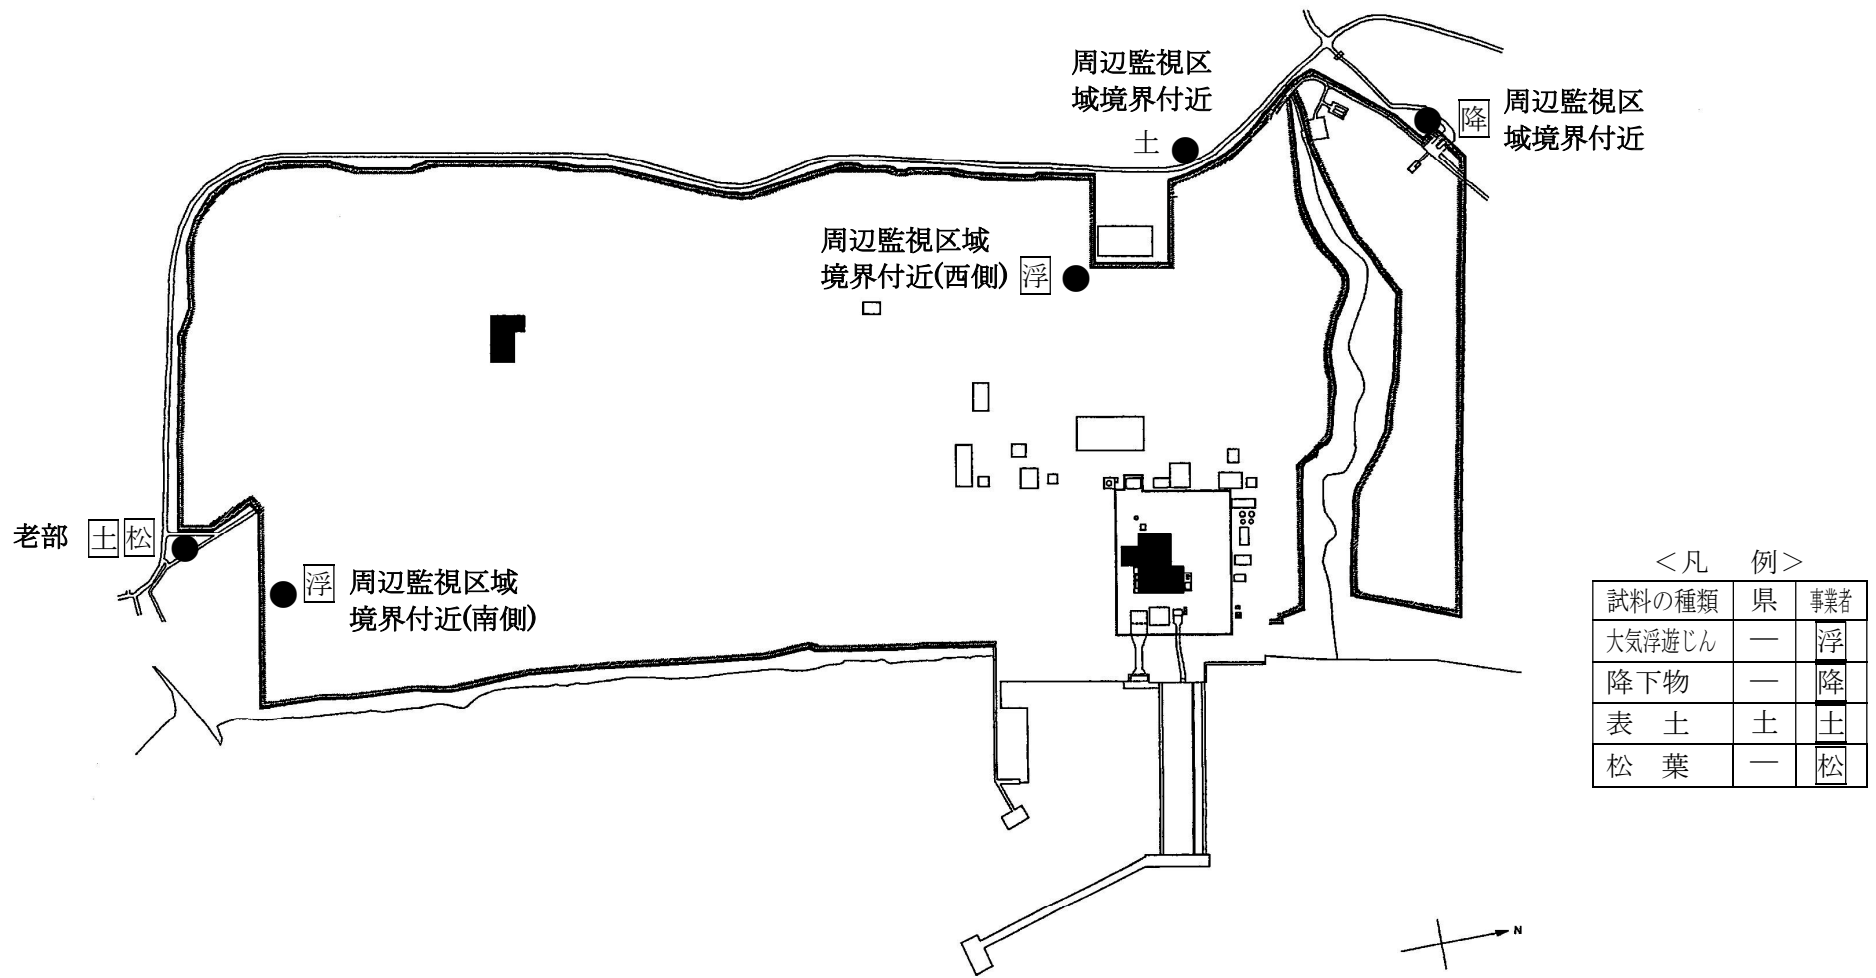 周辺監視区
域境界付近
土
降
周辺監視区
域境界付近
周辺監視区域
境界付近(西側)
浮
老部
土 松
浮
周辺監視区域
境界付近(南側)
<凡 例>
試料の種類 県 事業者
大気浮遊じん — 浮
降下物 — 降
表 土 土 土
松 葉 — 松
N